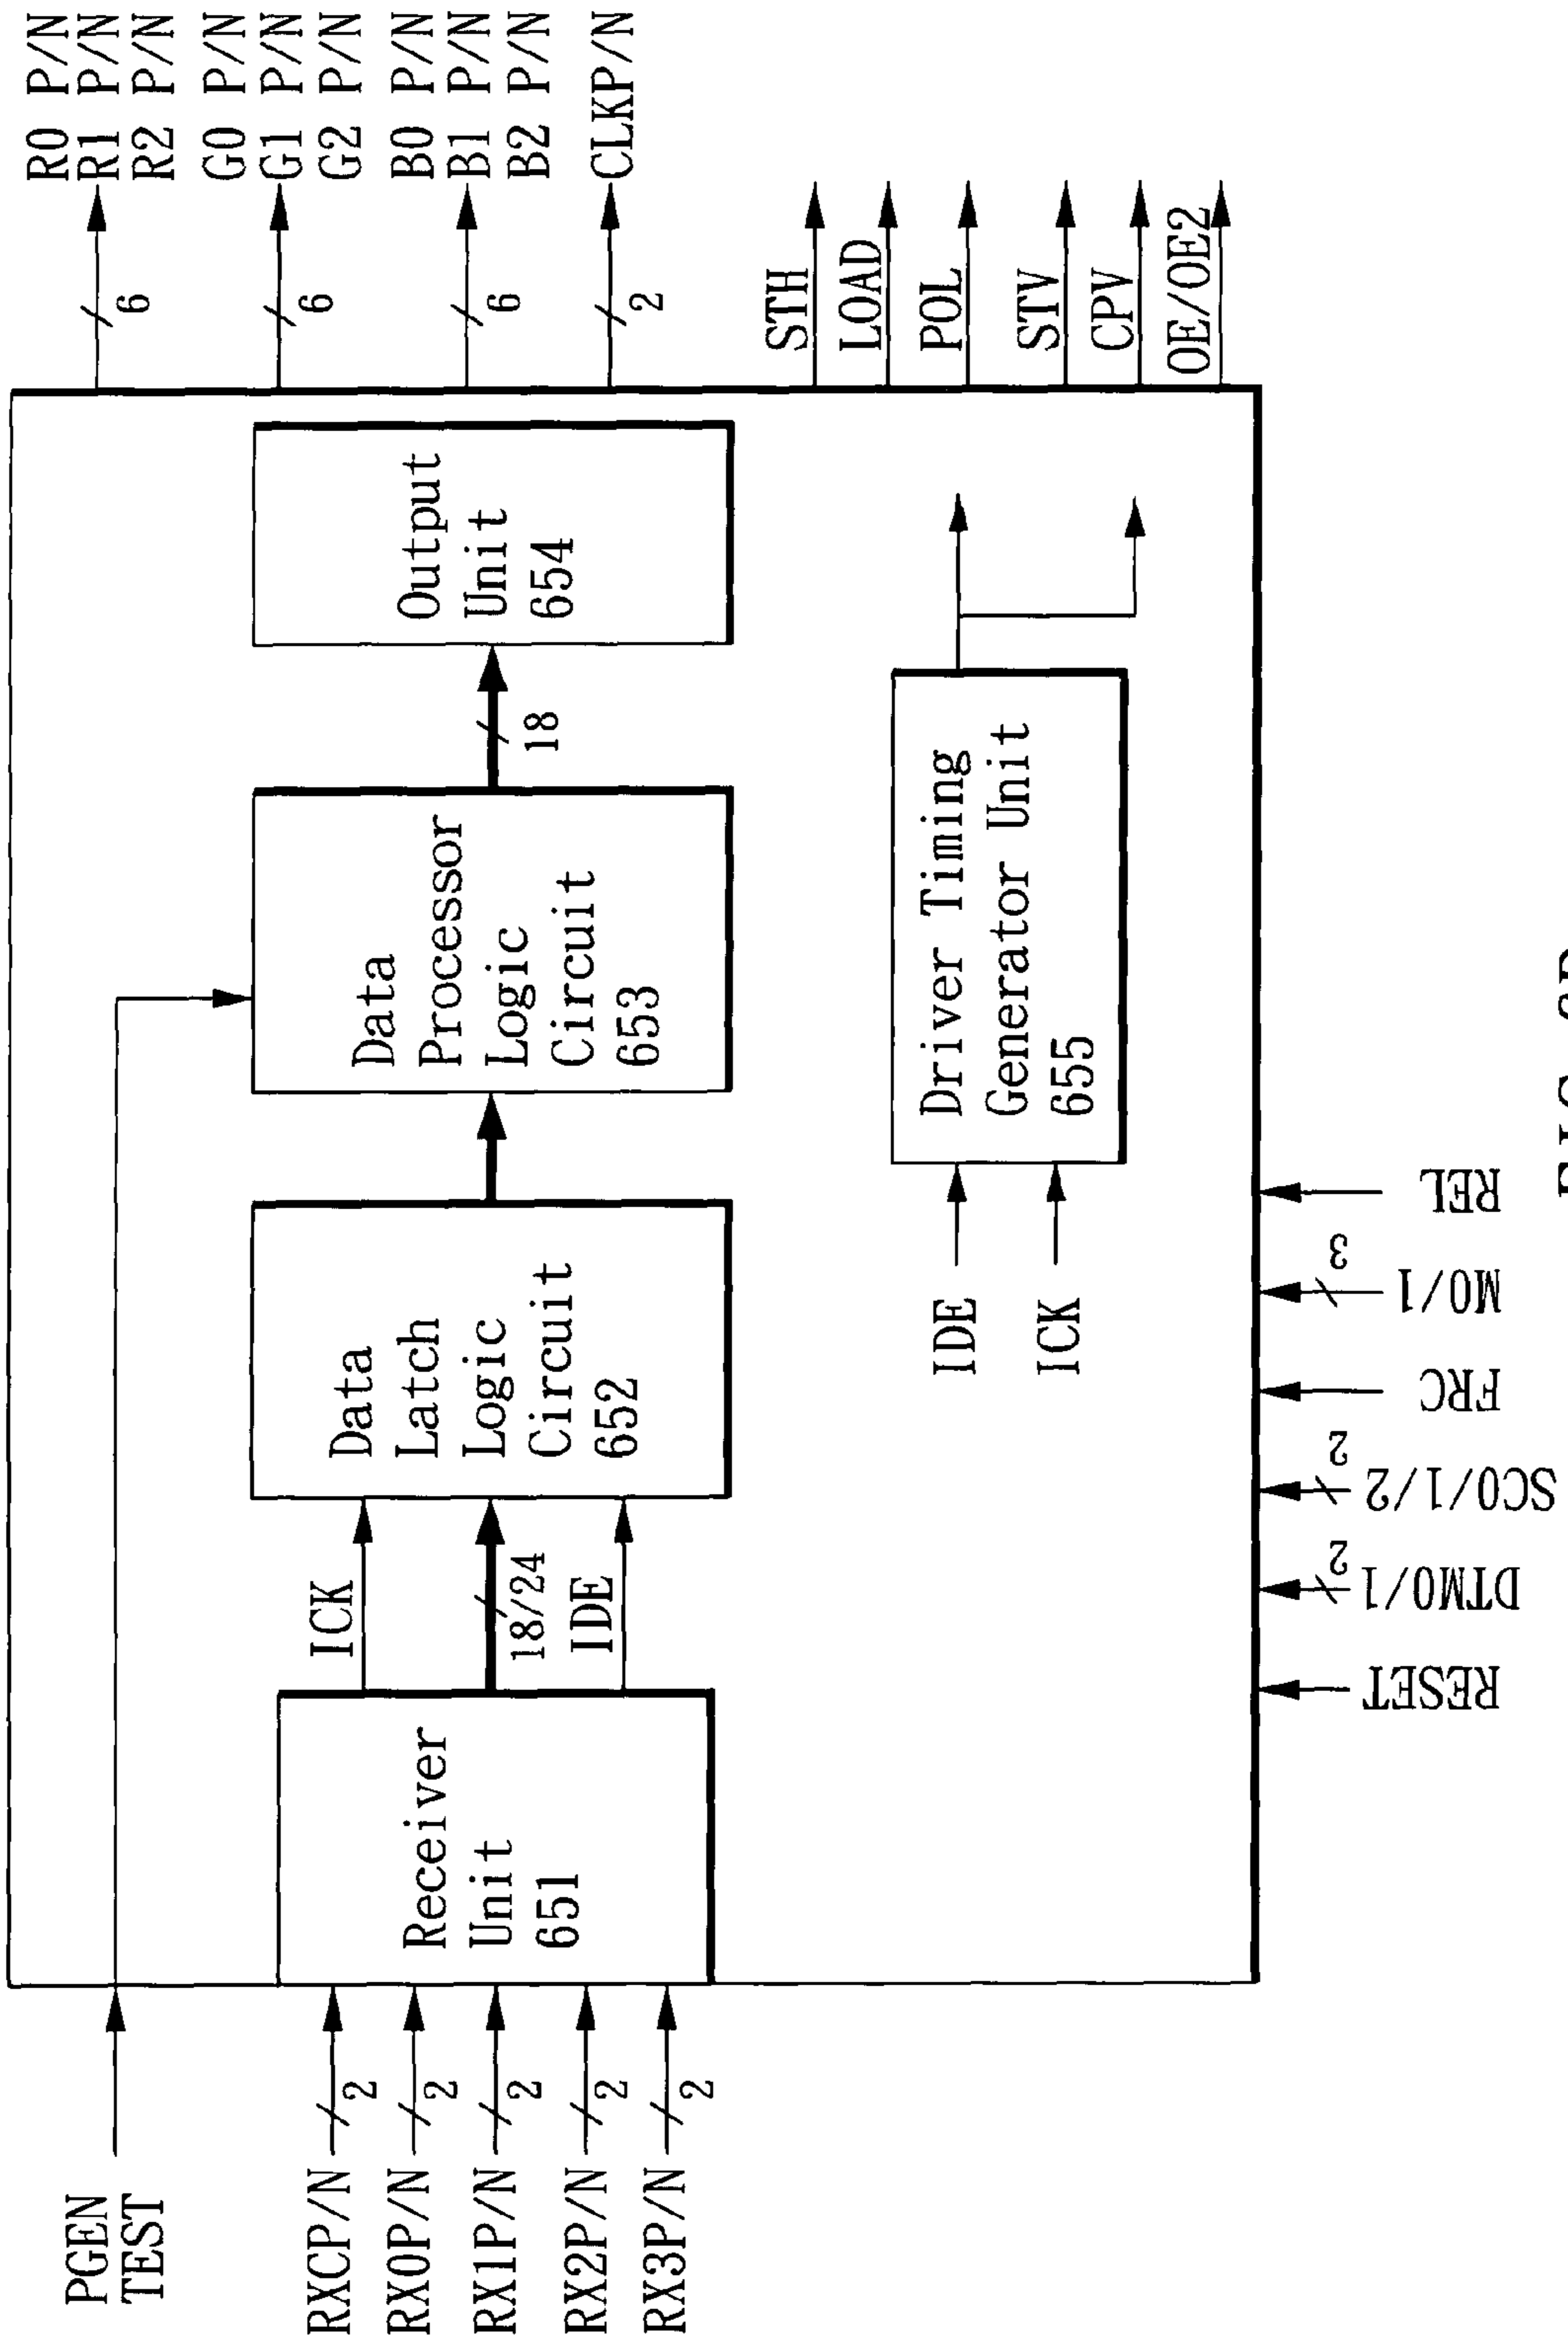 PGEN
TEST
RXCP/N
2
RX0P/N
2
RX1P/N
2
RX2P/N
2
RX3P/N
2
Receiver
Unit
651
ICK
18/24
IDE
Data
Latch
Logic
Circuit
652
Data
Processor
Logic
Circuit
653
18
Output
Unit
654
R0 P/N
R1 P/N
R2 P/N
6
G0 P/N
G1 P/N
G2 P/N
6
B0 P/N
B1 P/N
B2 P/N
6
CLKP/N
2
IDE
ICK
Driver Timing
Generator Unit
655
STH
LOAD
POL
STV
CPV
OE/OE2
RESET
DTM0/1
2
SC0/1/2
2
FRC
M0/1
3
REL